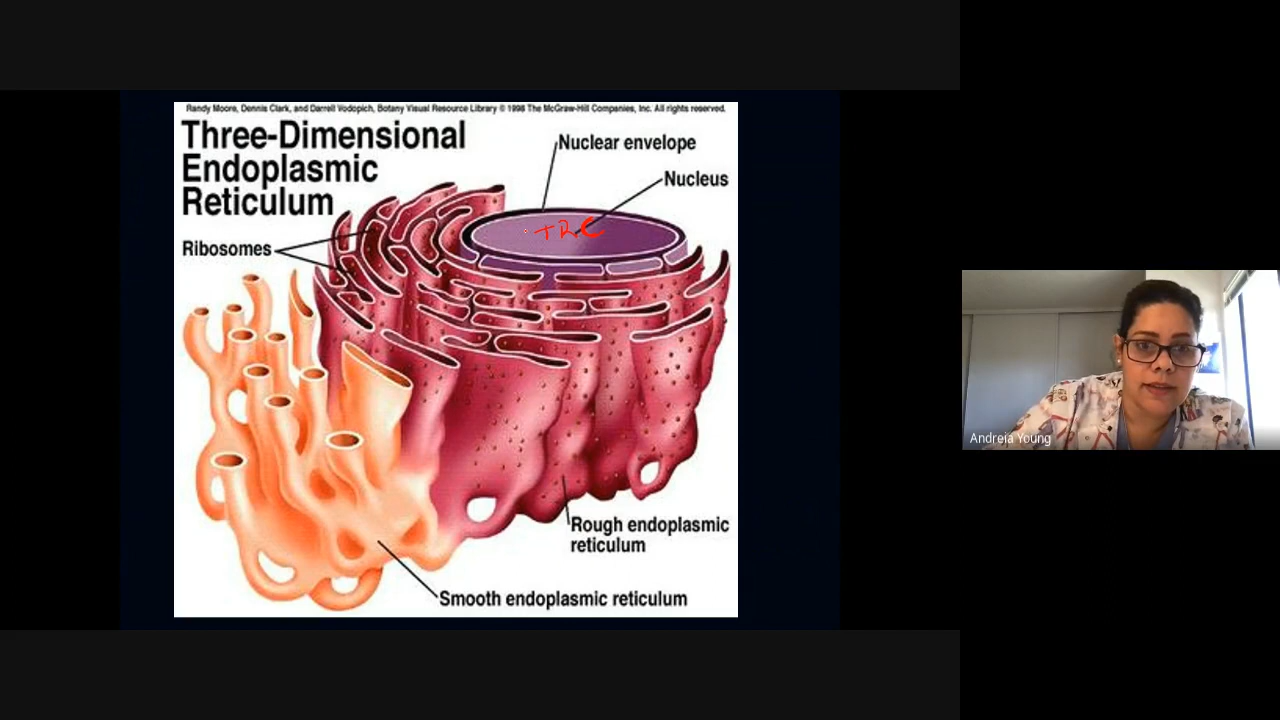 Randy Moore, Dennis Clark, and Darrell Vodopich, Botany Visual Resource Library © 1998 The McGraw-Hill Companies, Inc. All rights reserved.
Three-Dimensional
Endoplasmic
Reticulum
Nuclear envelope
Nucleus
Ribosomes
Rough endoplasmic
reticulum
Smooth endoplasmic reticulum
Andreia Young